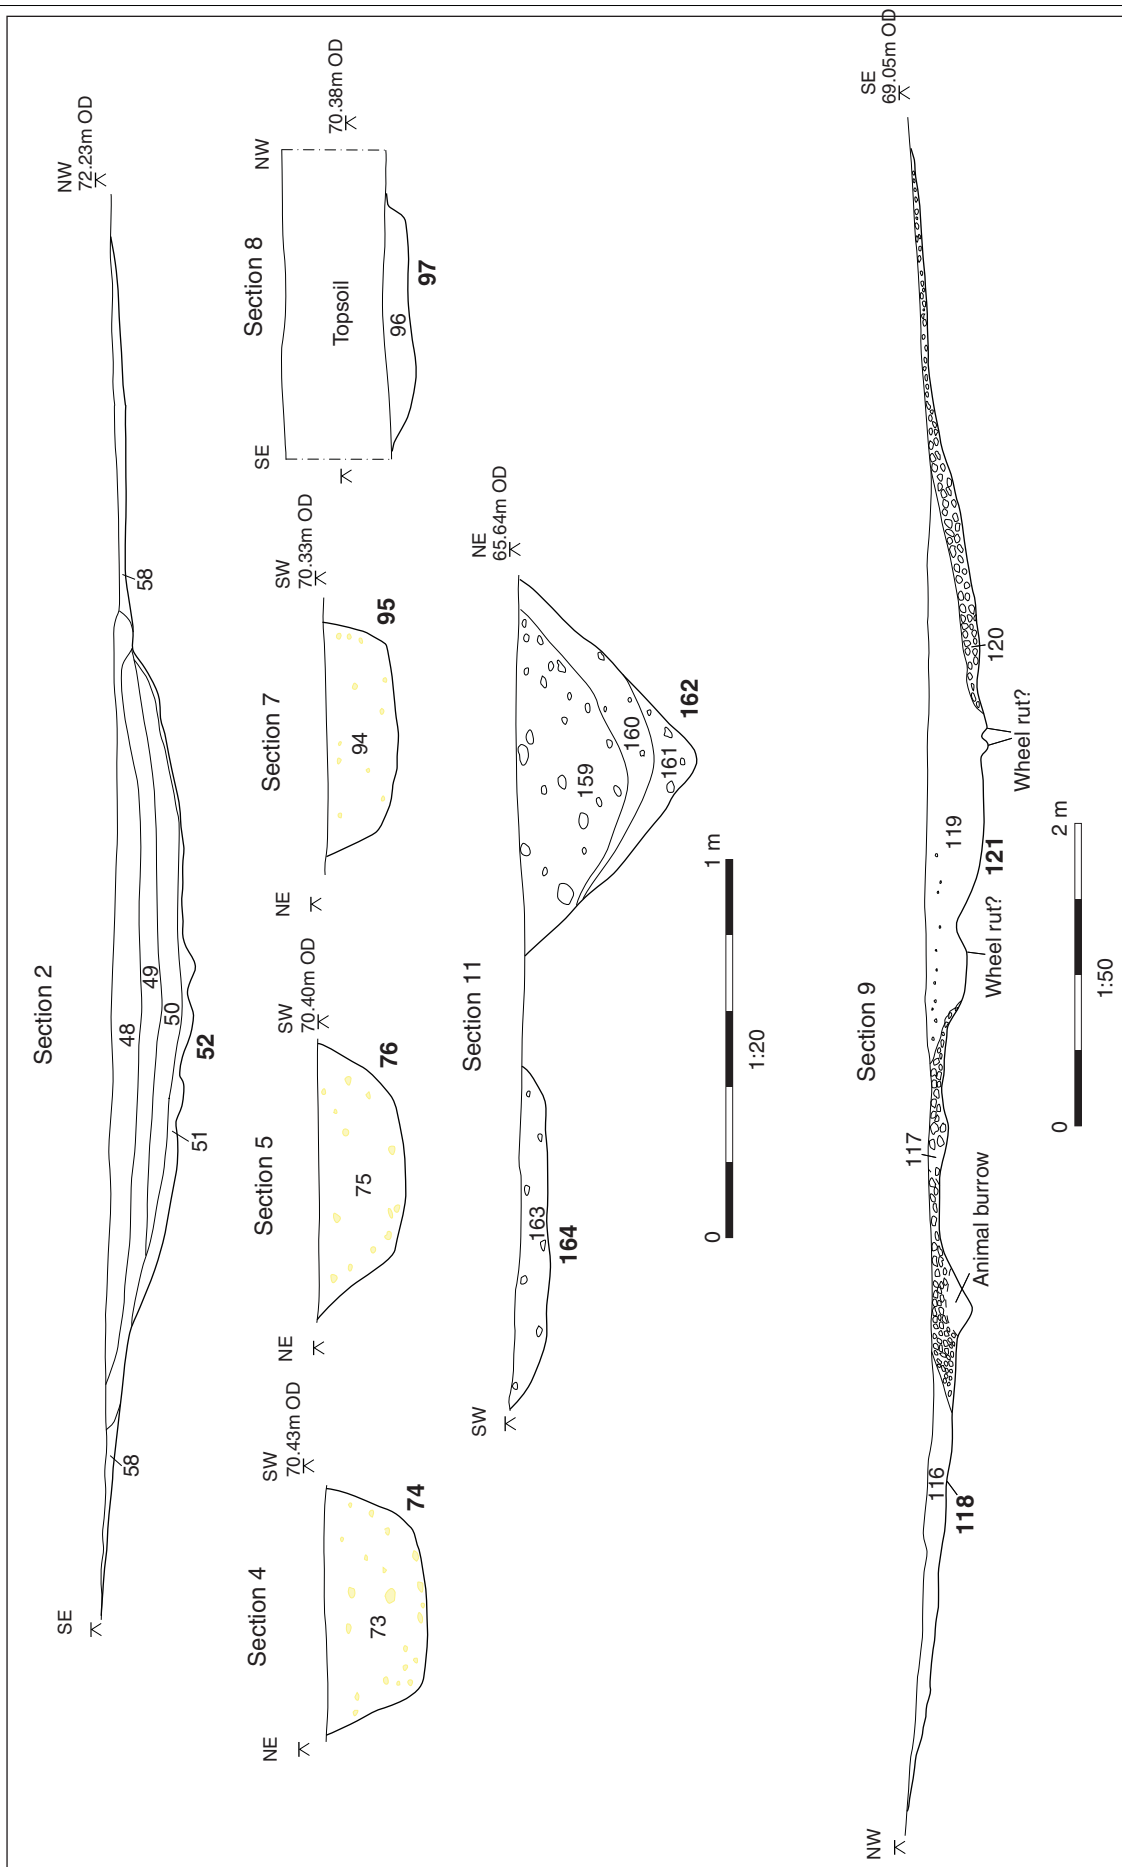 Section 2
SE
NW
72.23m OD
58
48
49
50
51
52
58
Section 4
NE
SW
70.43m OD
73
74
Section 5
NE
SW
70.40m OD
75
76
Section 7
NE
SW
70.33m OD
94
95
Section 8
SE
NW
70.38m OD
Topsoil
96
97
Section 11
SW
NE
65.64m OD
163
164
159
160
161
162
0
1 m
1:20
Section 9
NW
SE
69.05m OD
116
118
117
Animal burrow
Wheel rut?
119
121
Wheel rut?
120
0
2 m
1:50